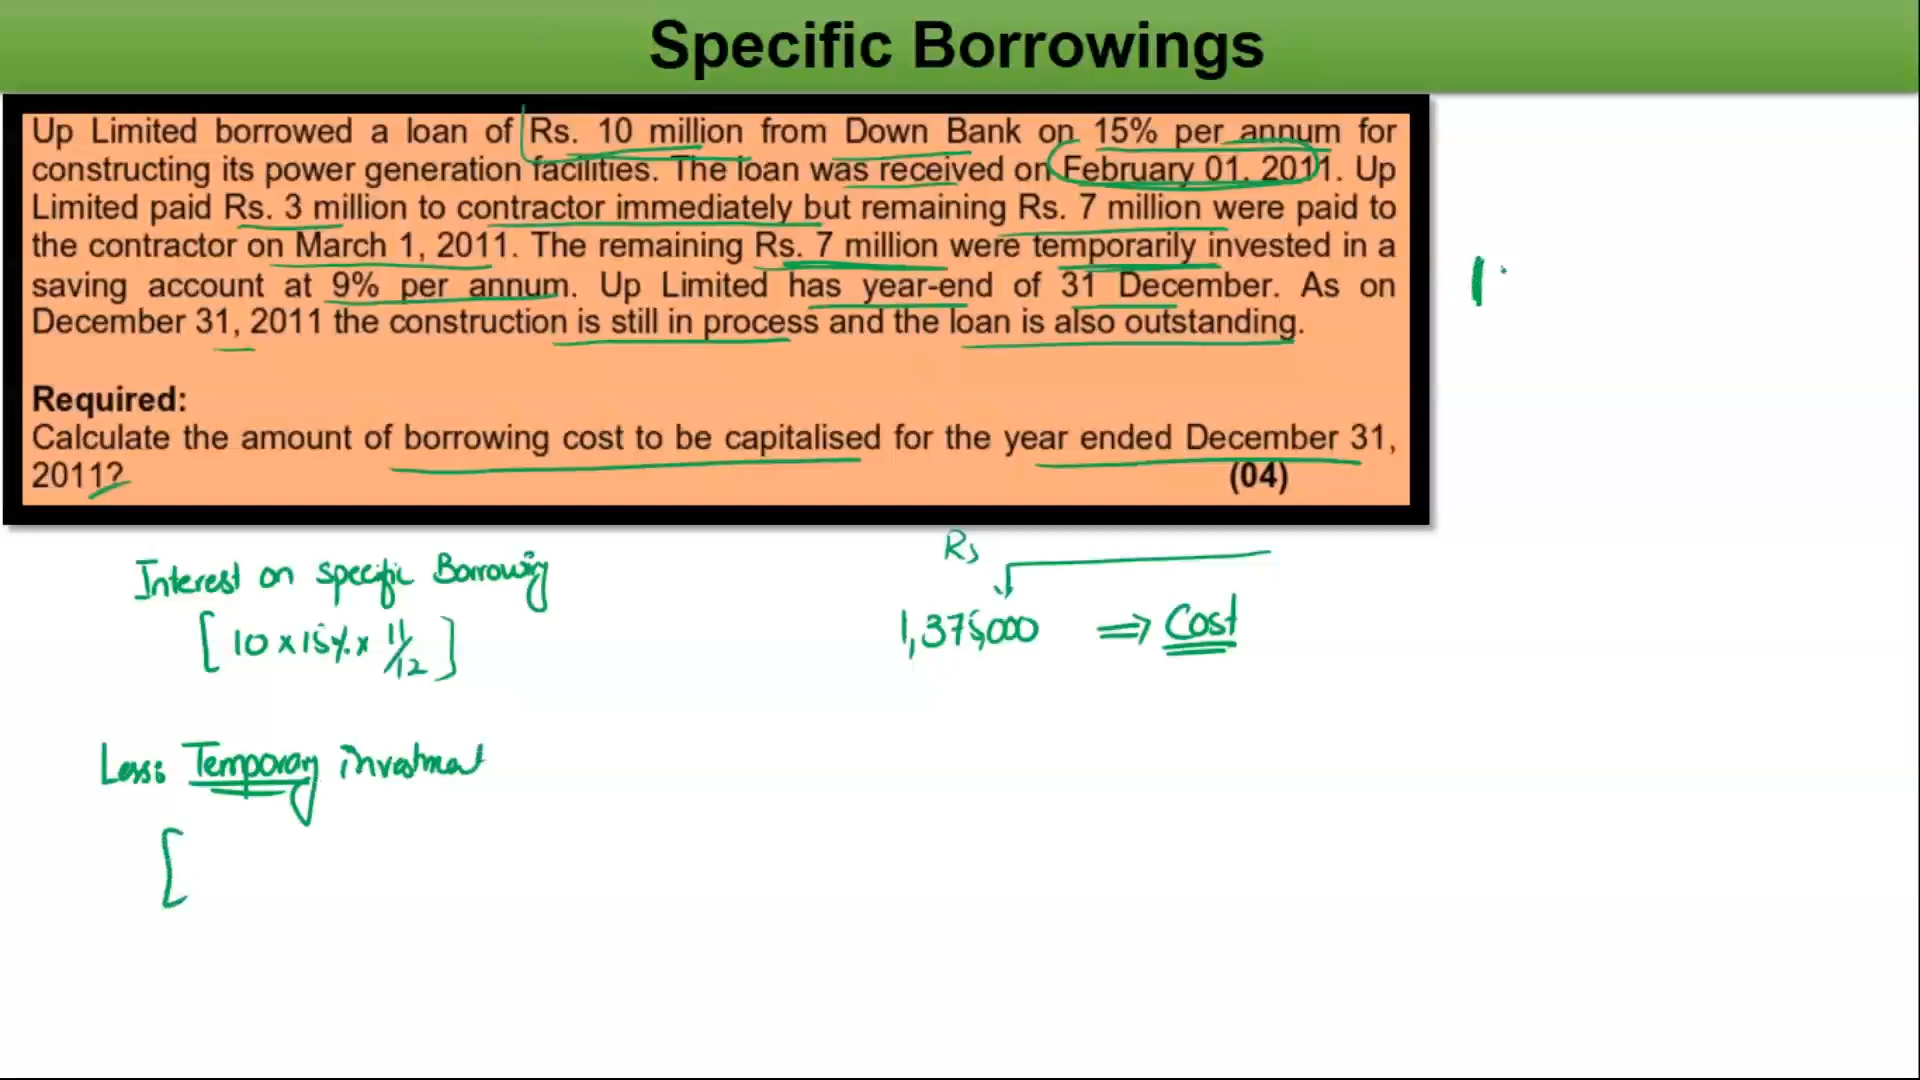 Specific Borrowings
Up Limited borrowed a loan of Rs. 10 million from Down Bank on 15% per annum for
constructing its power generation facilities. The loan was received on February 01, 2011. Up
Limited paid Rs. 3 million to contractor immediately but remaining Rs. 7 million were paid to
the contractor on March 1, 2011. The remaining Rs. 7 million were temporarily invested in a
saving account at 9% per annum. Up Limited has year-end of 31 December. As on
December 31, 2011 the construction is still in process and the loan is also outstanding.
Required:
Calculate the amount of borrowing cost to be capitalised for the year ended December 31,
2011? (04)
Rs
Interest on specific Borrowing
[10 x 15% x 11/12] 1,375,000 ⇒ Cost
Less: Temporary investment
[